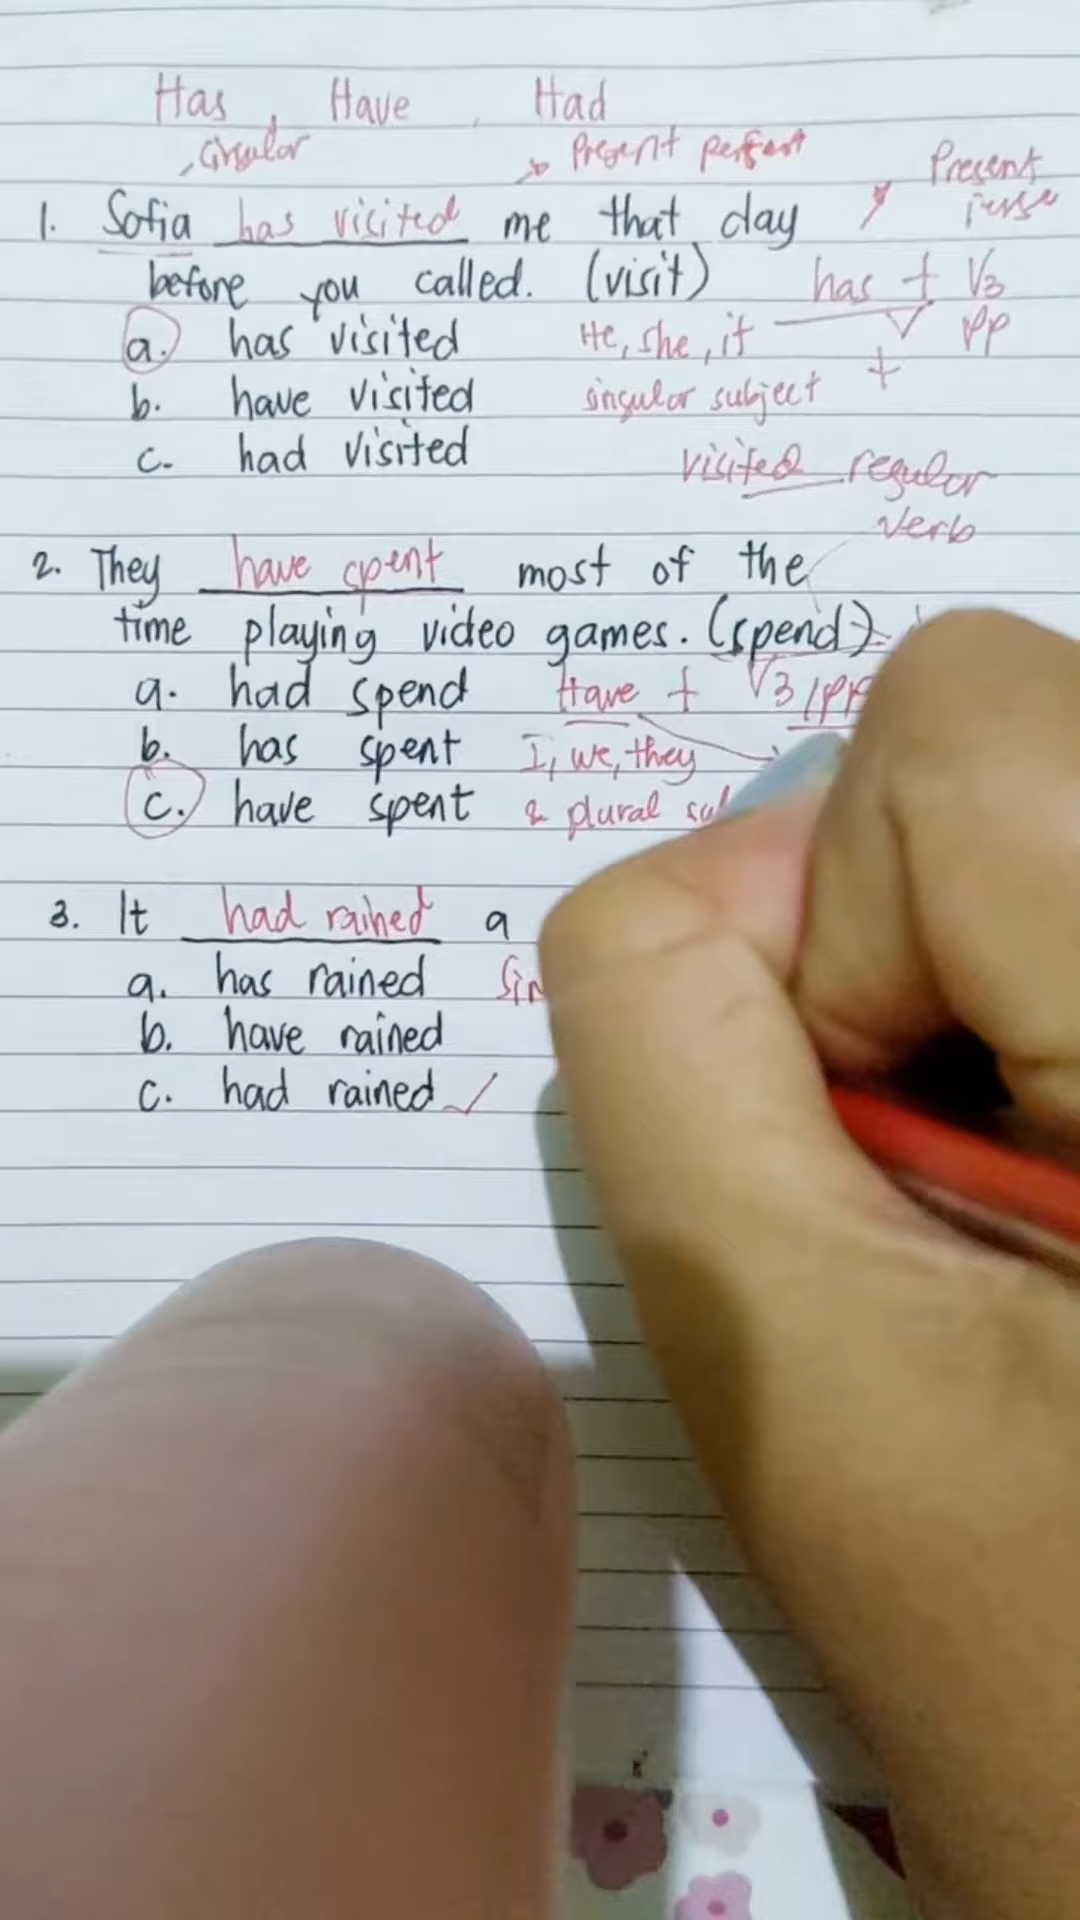 Has , Have , Had
singular Present perfect Present
tense
1. Sofia has visited me that day
before you called. (visit) has + V3
a. has visited He, she, it PP
b. have visited singular subject +
c. had visited visited regular
verb
2. They have spent most of the
time playing video games. (spend)
a. had spend Have + V3/PP
b. has spent I, we, they
c. have spent & plural
3. It had rained a
a. has rained
b. have rained
c. had rained